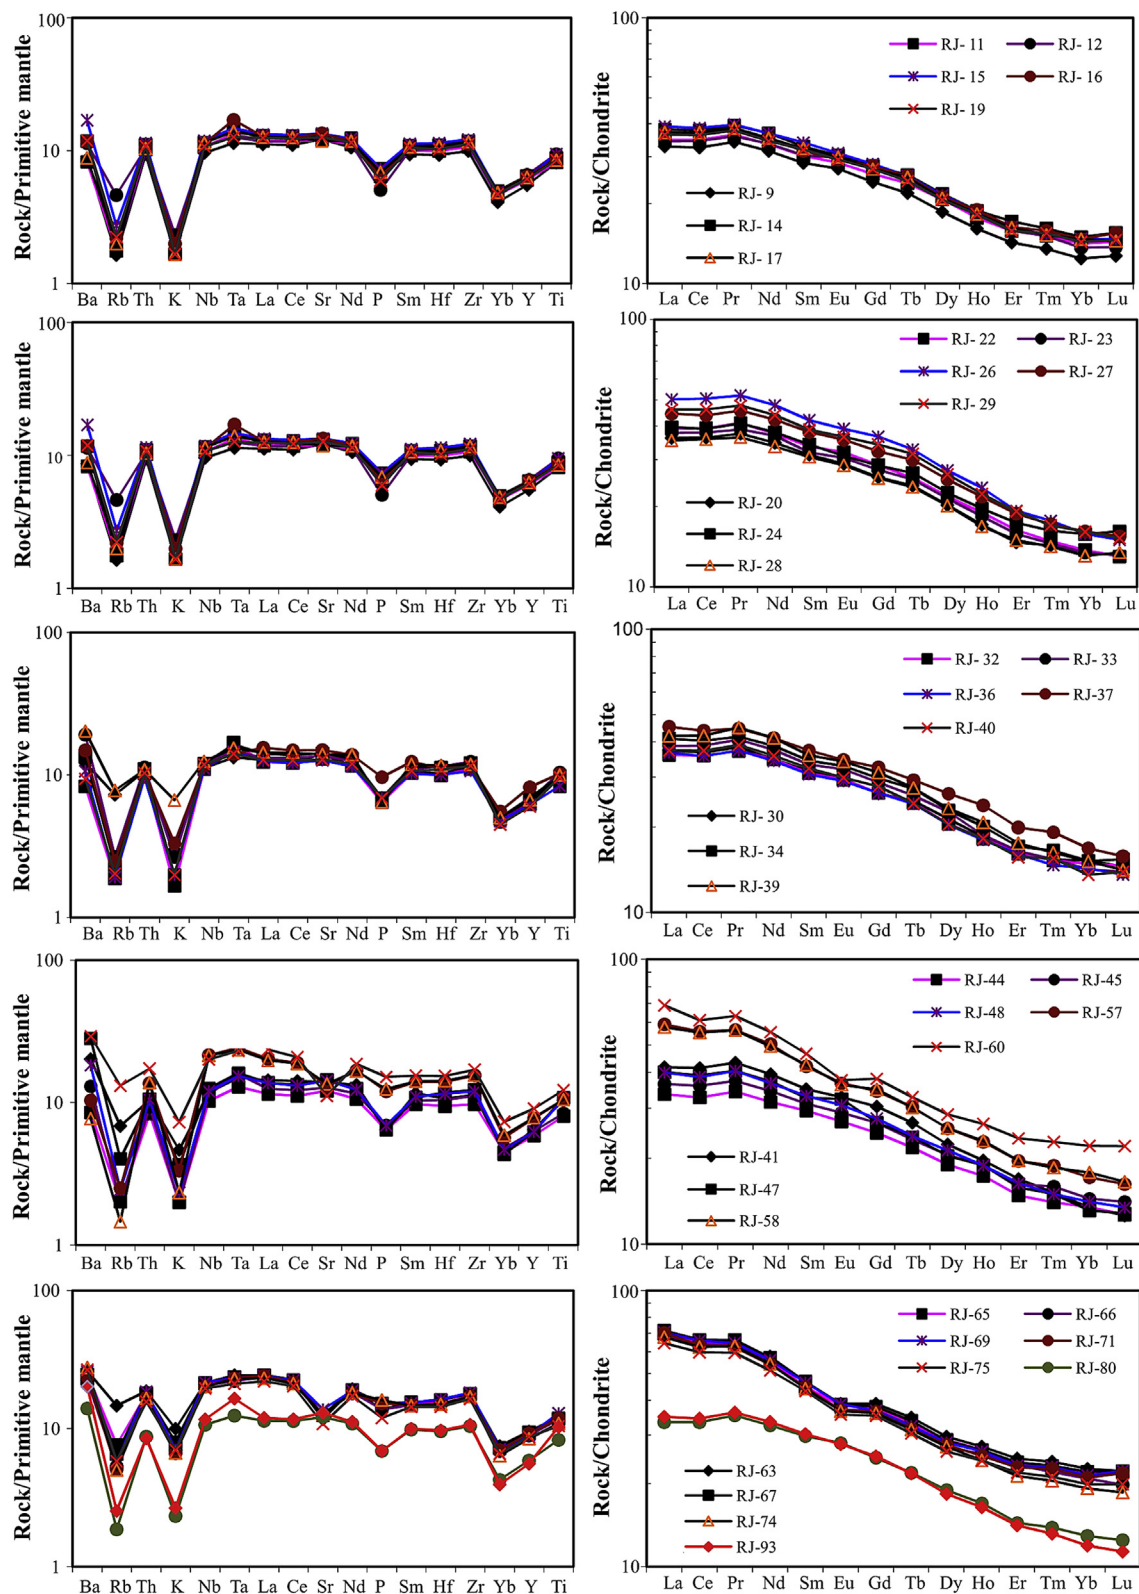 100
10
1
Rock/Primitive mantle
Ba Rb Th K Nb Ta La Ce Sr Nd P Sm Hf Zr Yb Y Ti
100
10
Rock/Chondrite
RJ- 11 RJ- 12
RJ- 15 RJ- 16
RJ- 19
RJ- 9
RJ- 14
RJ- 17
La Ce Pr Nd Sm Eu Gd Tb Dy Ho Er Tm Yb Lu
100
10
1
Rock/Primitive mantle
Ba Rb Th K Nb Ta La Ce Sr Nd P Sm Hf Zr Yb Y Ti
100
10
Rock/Chondrite
RJ- 22 RJ- 23
RJ- 26 RJ- 27
RJ- 29
RJ- 20
RJ- 24
RJ- 28
La Ce Pr Nd Sm Eu Gd Tb Dy Ho Er Tm Yb Lu
100
10
1
Rock/Primitive mantle
Ba Rb Th K Nb Ta La Ce Sr Nd P Sm Hf Zr Yb Y Ti
100
10
Rock/Chondrite
RJ- 32 RJ- 33
RJ-36 RJ-37
RJ-40
RJ- 30
RJ- 34
RJ-39
La Ce Pr Nd Sm Eu Gd Tb Dy Ho Er Tm Yb Lu
100
10
1
Rock/Primitive mantle
Ba Rb Th K Nb Ta La Ce Sr Nd P Sm Hf Zr Yb Y Ti
100
10
Rock/Chondrite
RJ-44 RJ-45
RJ-48 RJ-57
RJ-60
RJ-41
RJ-47
RJ-58
La Ce Pr Nd Sm Eu Gd Tb Dy Ho Er Tm Yb Lu
100
10
1
Rock/Primitive mantle
Ba Rb Th K Nb Ta La Ce Sr Nd P Sm Hf Zr Yb Y Ti
100
10
Rock/Chondrite
RJ-65 RJ-66
RJ-69 RJ-71
RJ-75 RJ-80
RJ-63
RJ-67
RJ-74
RJ-93
La Ce Pr Nd Sm Eu Gd Tb Dy Ho Er Tm Yb Lu